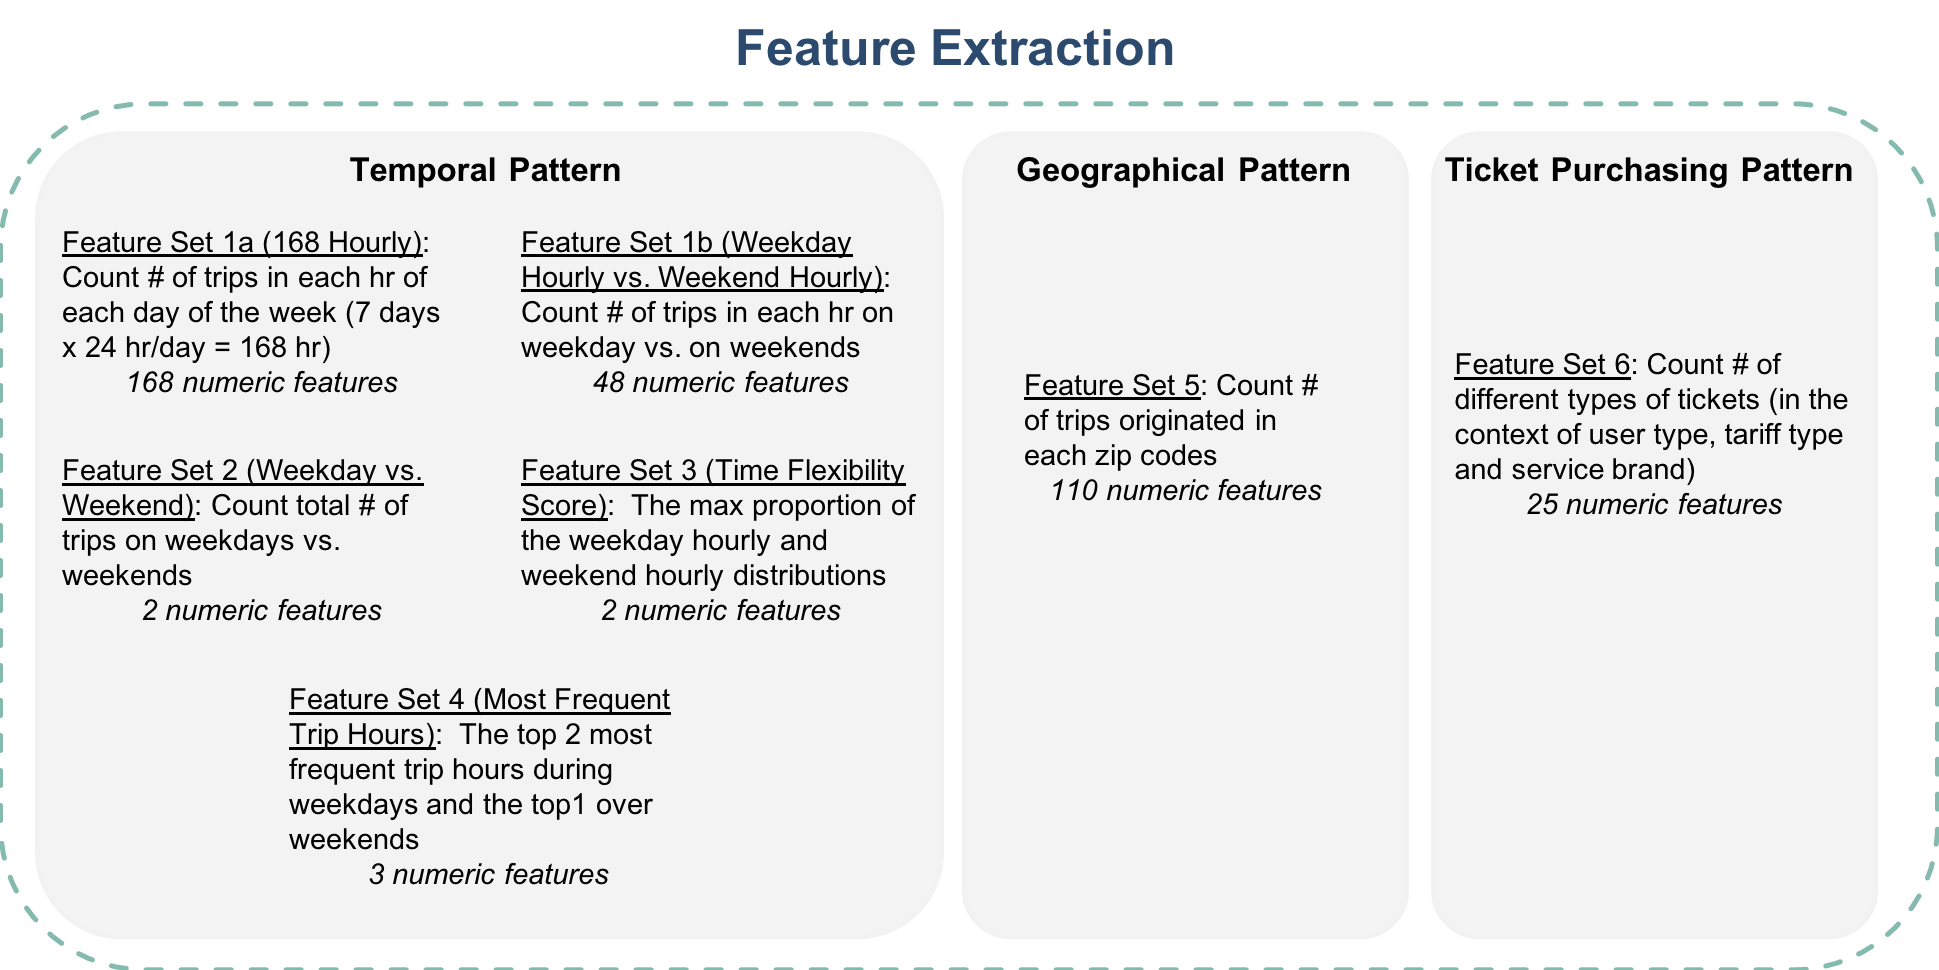 Feature Extraction
Temporal Pattern
Feature Set 1a (168 Hourly):
Count # of trips in each hr of
each day of the week (7 days
x 24 hr/day = 168 hr)
168 numeric features
Feature Set 1b (Weekday
Hourly vs. Weekend Hourly):
Count # of trips in each hr on
weekday vs. on weekends
48 numeric features
Feature Set 2 (Weekday vs.
Weekend): Count total # of
trips on weekdays vs.
weekends
2 numeric features
Feature Set 3 (Time Flexibility
Score):  The max proportion of
the weekday hourly and
weekend hourly distributions
2 numeric features
Feature Set 4 (Most Frequent
Trip Hours):  The top 2 most
frequent trip hours during
weekdays and the top1 over
weekends
3 numeric features
Geographical Pattern
Feature Set 5: Count #
of trips originated in
each zip codes
110 numeric features
Ticket Purchasing Pattern
Feature Set 6: Count # of
different types of tickets (in the
context of user type, tariff type
and service brand)
25 numeric features